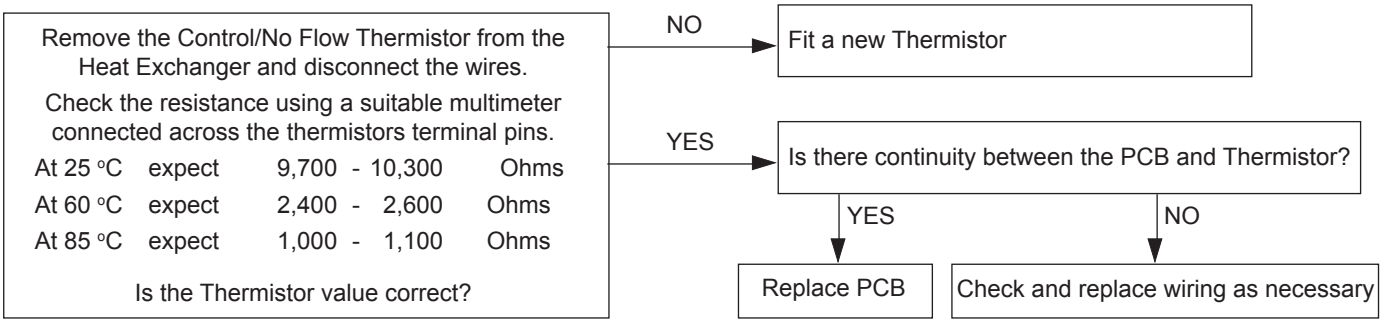 Remove the Control/No Flow Thermistor from the
Heat Exchanger and disconnect the wires.
Check the resistance using a suitable multimeter
connected across the thermistors terminal pins.
At 25 °C expect 9,700 - 10,300 Ohms
At 60 °C expect 2,400 - 2,600 Ohms
At 85 °C expect 1,000 - 1,100 Ohms
Is the Thermistor value correct?
NO
Fit a new Thermistor
YES
Is there continuity between the PCB and Thermistor?
YES
NO
Replace PCB
Check and replace wiring as necessary